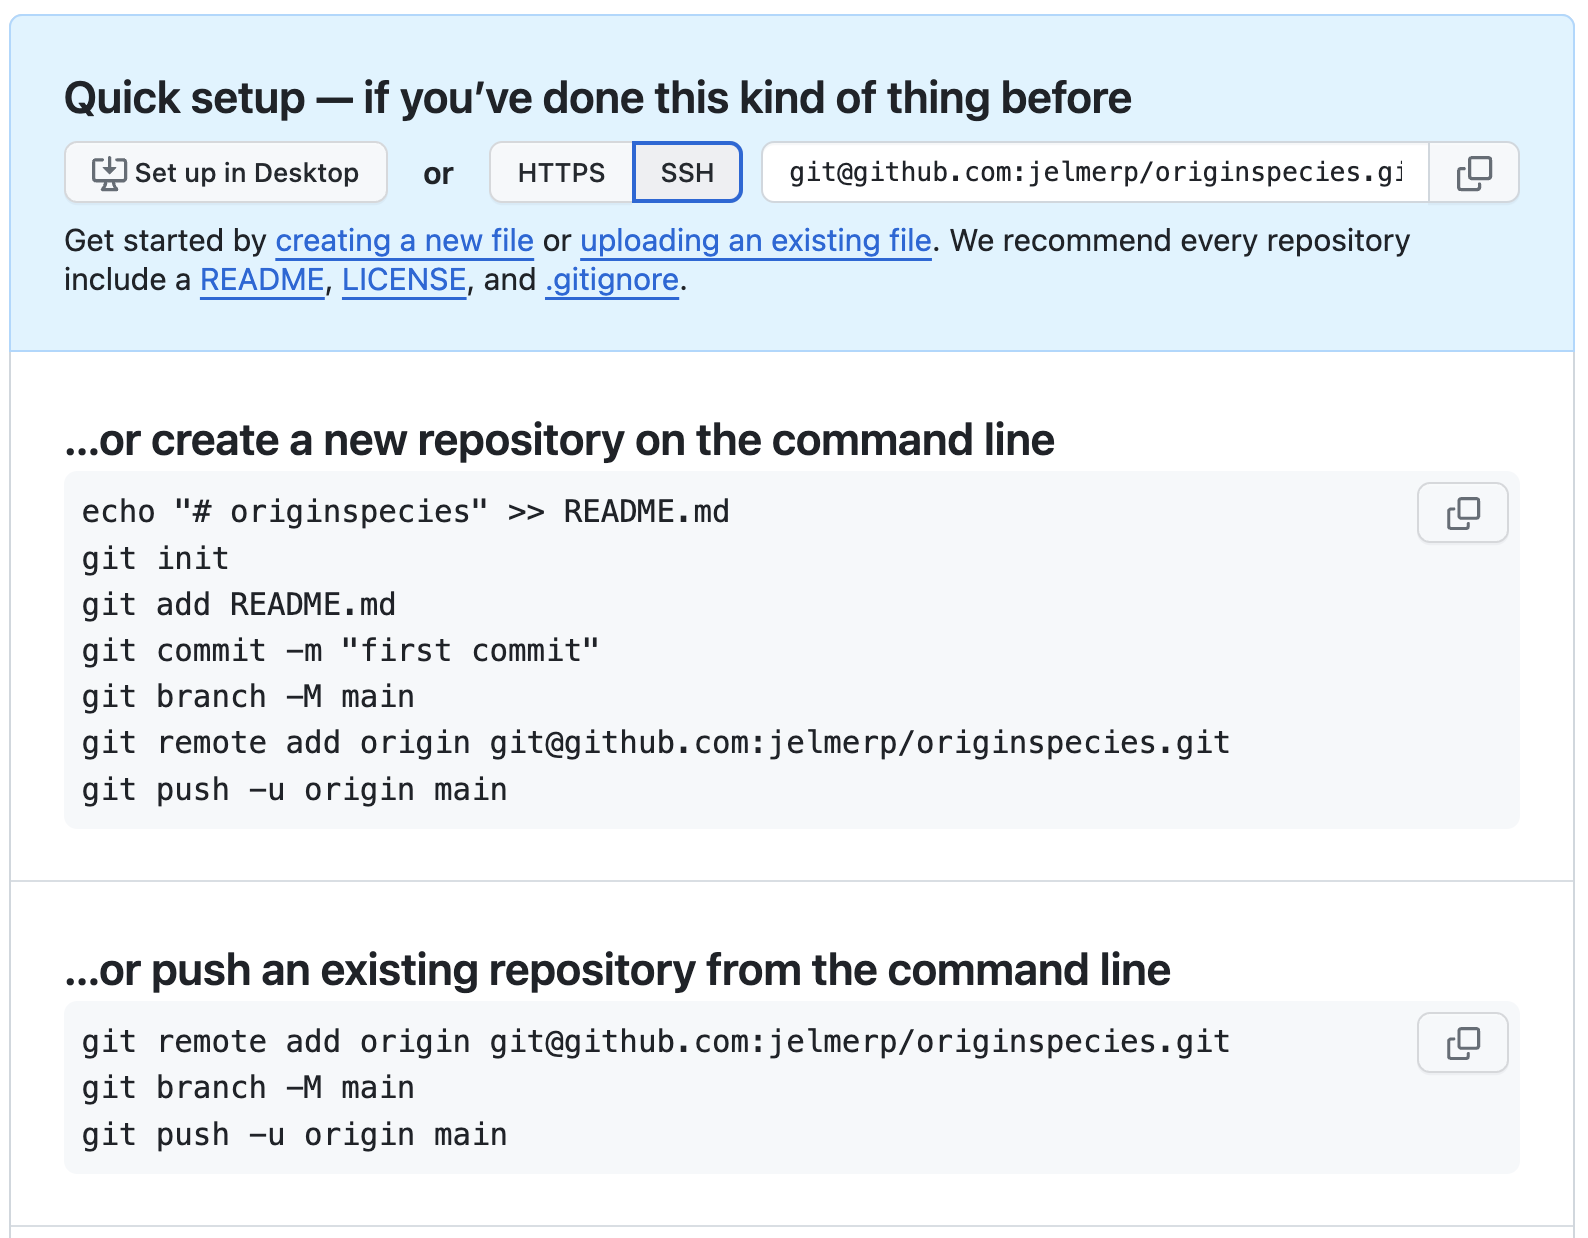 Quick setup — if you’ve done this kind of thing before
Set up in Desktop or HTTPS SSH git@github.com:jelmerp/originspecies.gi
Get started by creating a new file or uploading an existing file. We recommend every repository
include a README, LICENSE, and .gitignore.
…or create a new repository on the command line
echo "# originspecies" >> README.md
git init
git add README.md
git commit -m "first commit"
git branch -M main
git remote add origin git@github.com:jelmerp/originspecies.git
git push -u origin main
…or push an existing repository from the command line
git remote add origin git@github.com:jelmerp/originspecies.git
git branch -M main
git push -u origin main